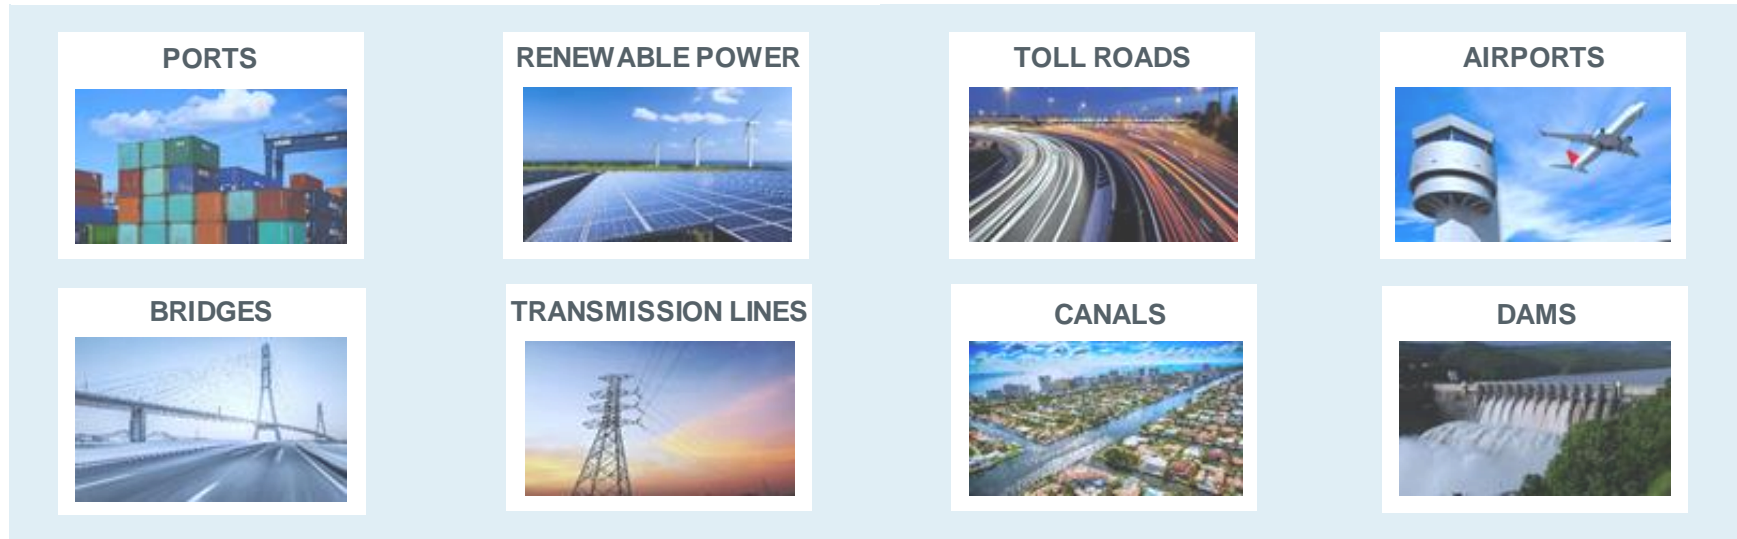 PORTS
RENEWABLE POWER
TOLL ROADS
AIRPORTS
BRIDGES
TRANSMISSION LINES
CANALS
DAMS